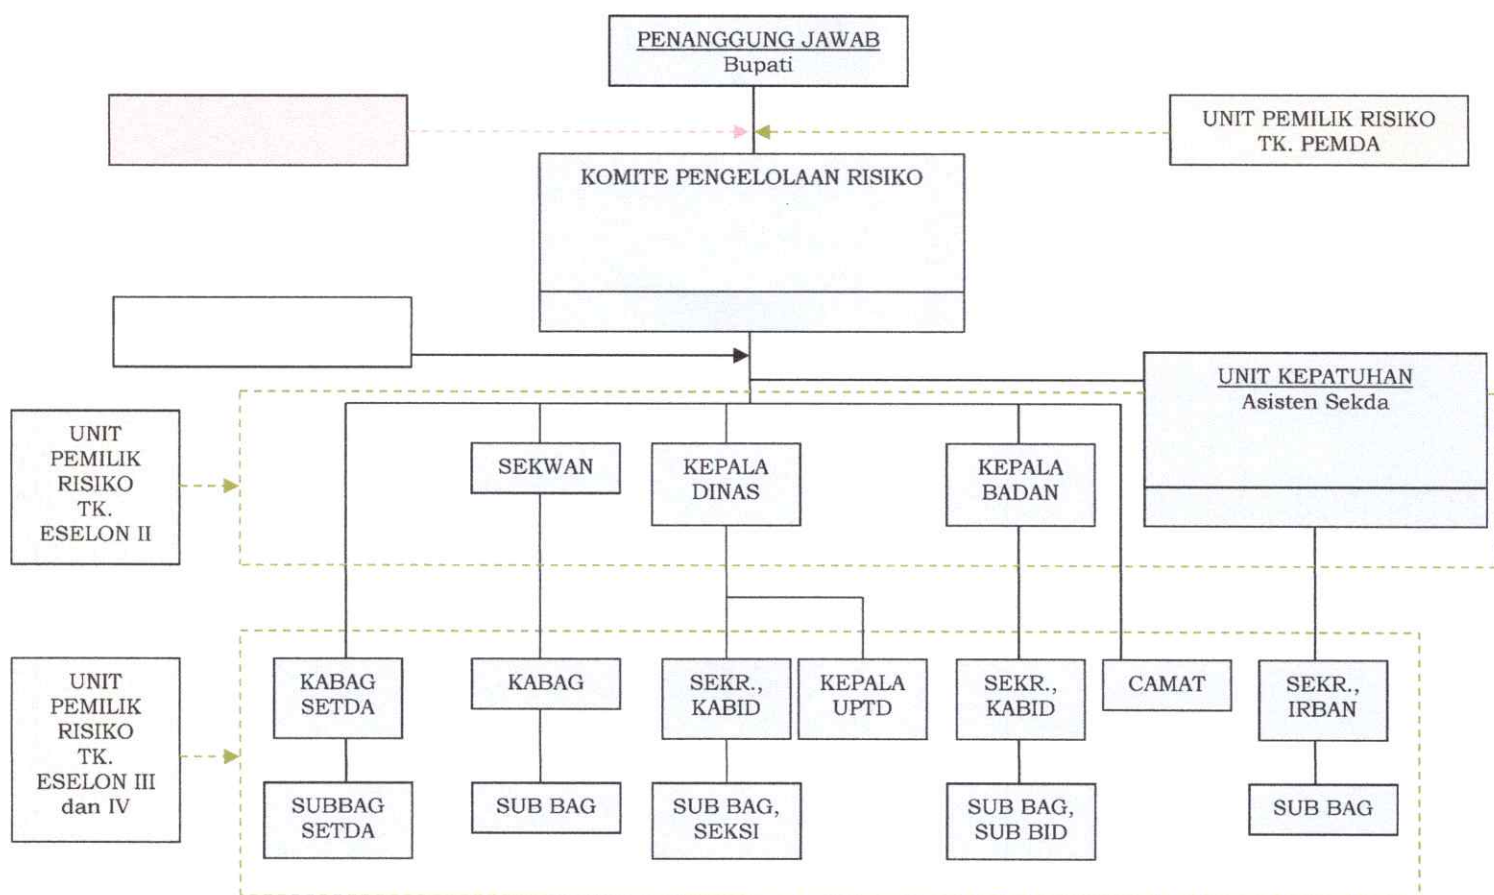 PENANGGUNG JAWAB
Bupati
UNIT PEMILIK RISIKO
TK. PEMDA
KOMITE PENGELOLAAN RISIKO
UNIT KEPATUHAN
Asisten Sekda
UNIT
PEMILIK
RISIKO
TK.
ESELON II
SEKWAN
KEPALA
DINAS
KEPALA
BADAN
UNIT
PEMILIK
RISIKO
TK.
ESELON III
dan IV
KABAG
SETDA
KABAG
SEKR.,
KABID
KEPALA
UPTD
SEKR.,
KABID
CAMAT
SEKR.,
IRBAN
SUBBAG
SETDA
SUB BAG
SUB BAG,
SEKSI
SUB BAG,
SUB BID
SUB BAG